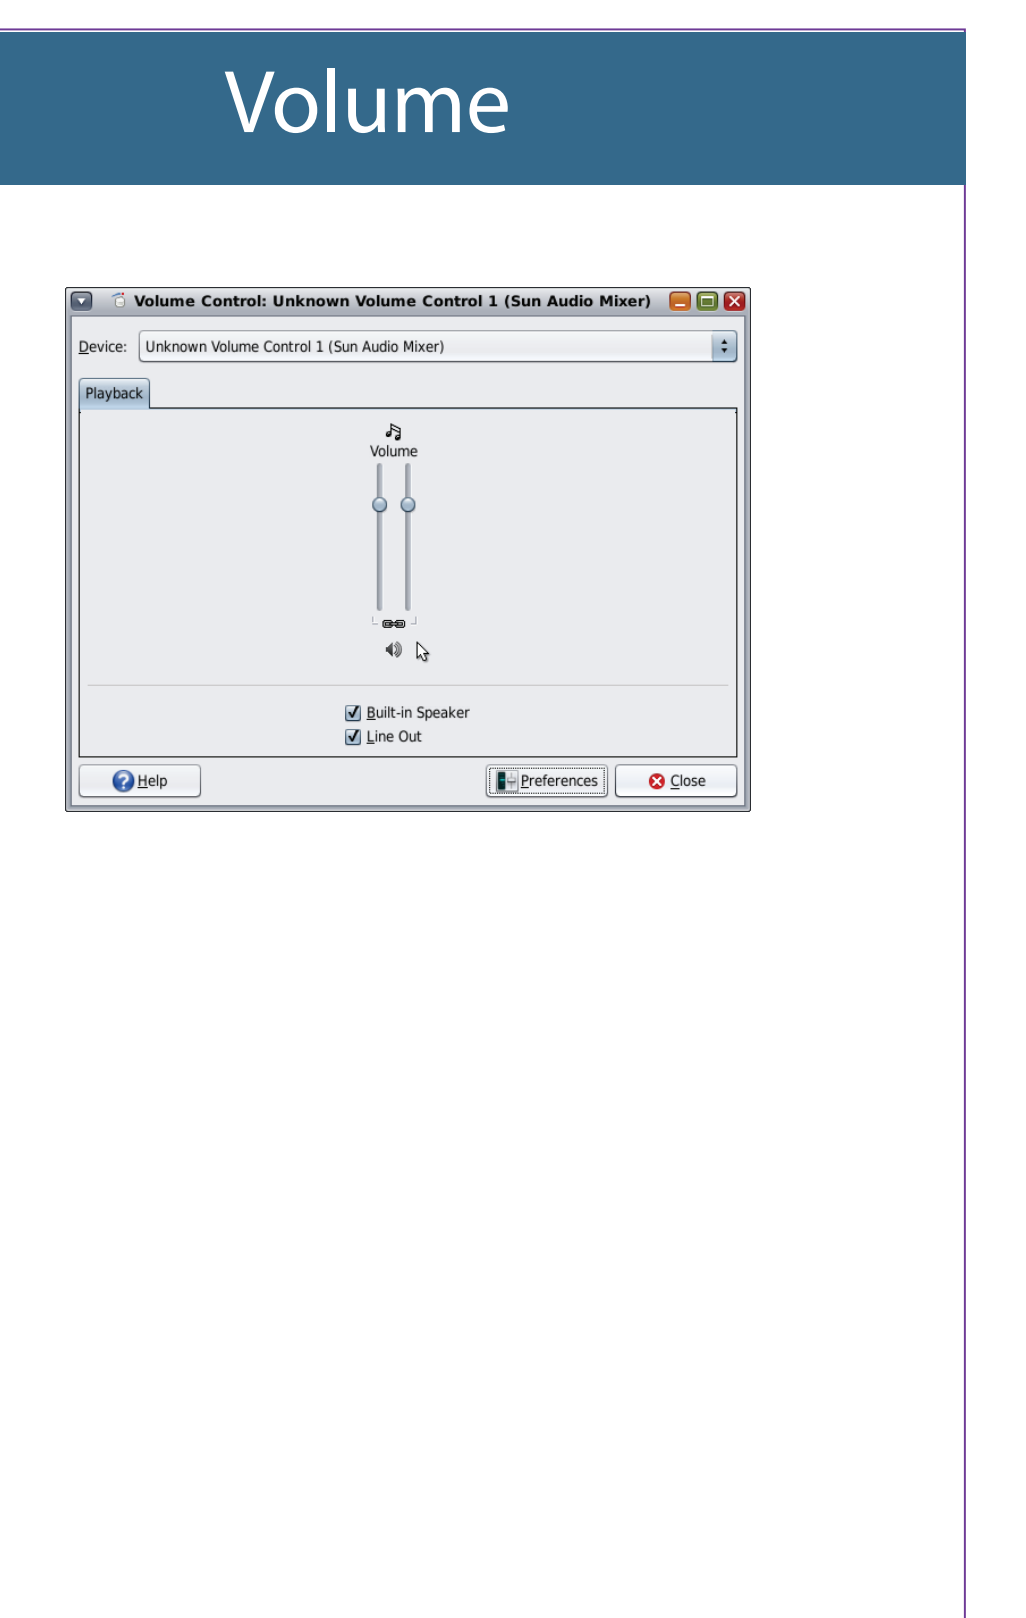 Volume
Volume Control: Unknown Volume Control 1 (Sun Audio Mixer)
Device: Unknown Volume Control 1 (Sun Audio Mixer)
Playback
Volume
Built-in Speaker
Line Out
Help Preferences Close